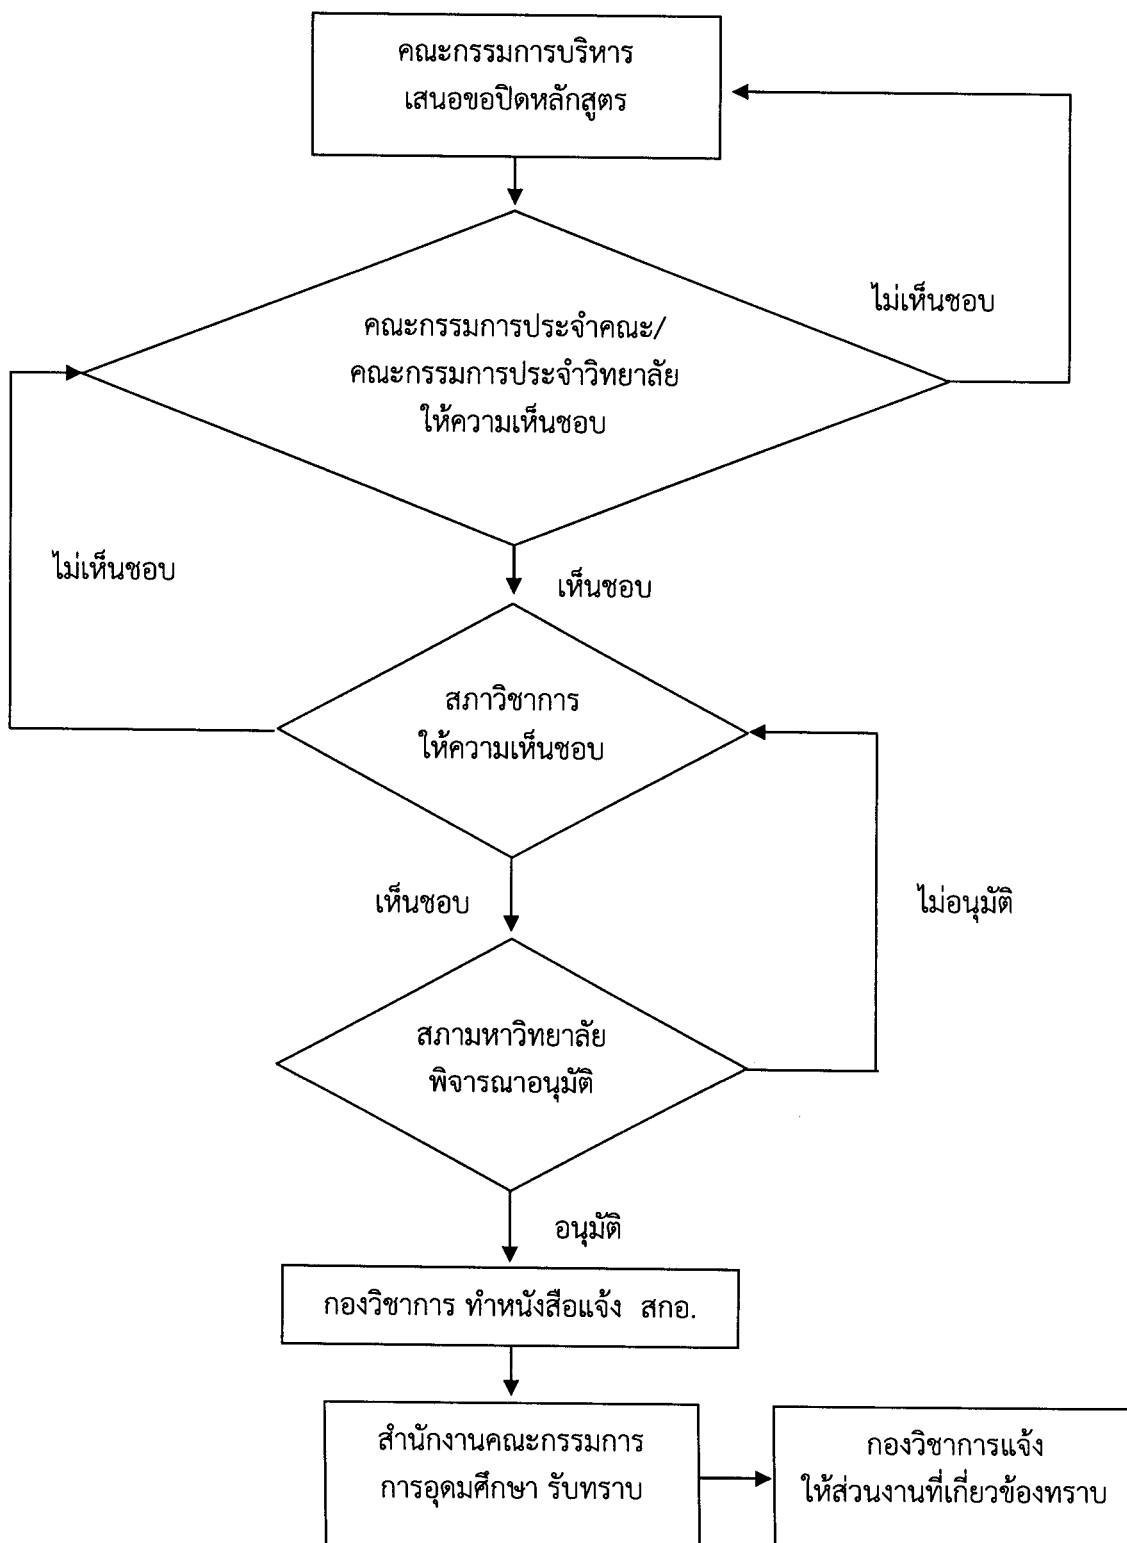 คณะกรรมการบริหาร
เสนอขอปิดหลักสูตร
ไม่เห็นชอบ
คณะกรรมการประจำคณะ/
คณะกรรมการประจำวิทยาลัย
ให้ความเห็นชอบ
ไม่เห็นชอบ
เห็นชอบ
สภาวิชาการ
ให้ความเห็นชอบ
เห็นชอบ
ไม่อนุมัติ
สภามหาวิทยาลัย
พิจารณาอนุมัติ
อนุมัติ
กองวิชาการ ทำหนังสือแจ้ง สกอ.
สำนักงานคณะกรรมการ
การอุดมศึกษา รับทราบ
กองวิชาการแจ้ง
ให้ส่วนงานที่เกี่ยวข้องทราบ